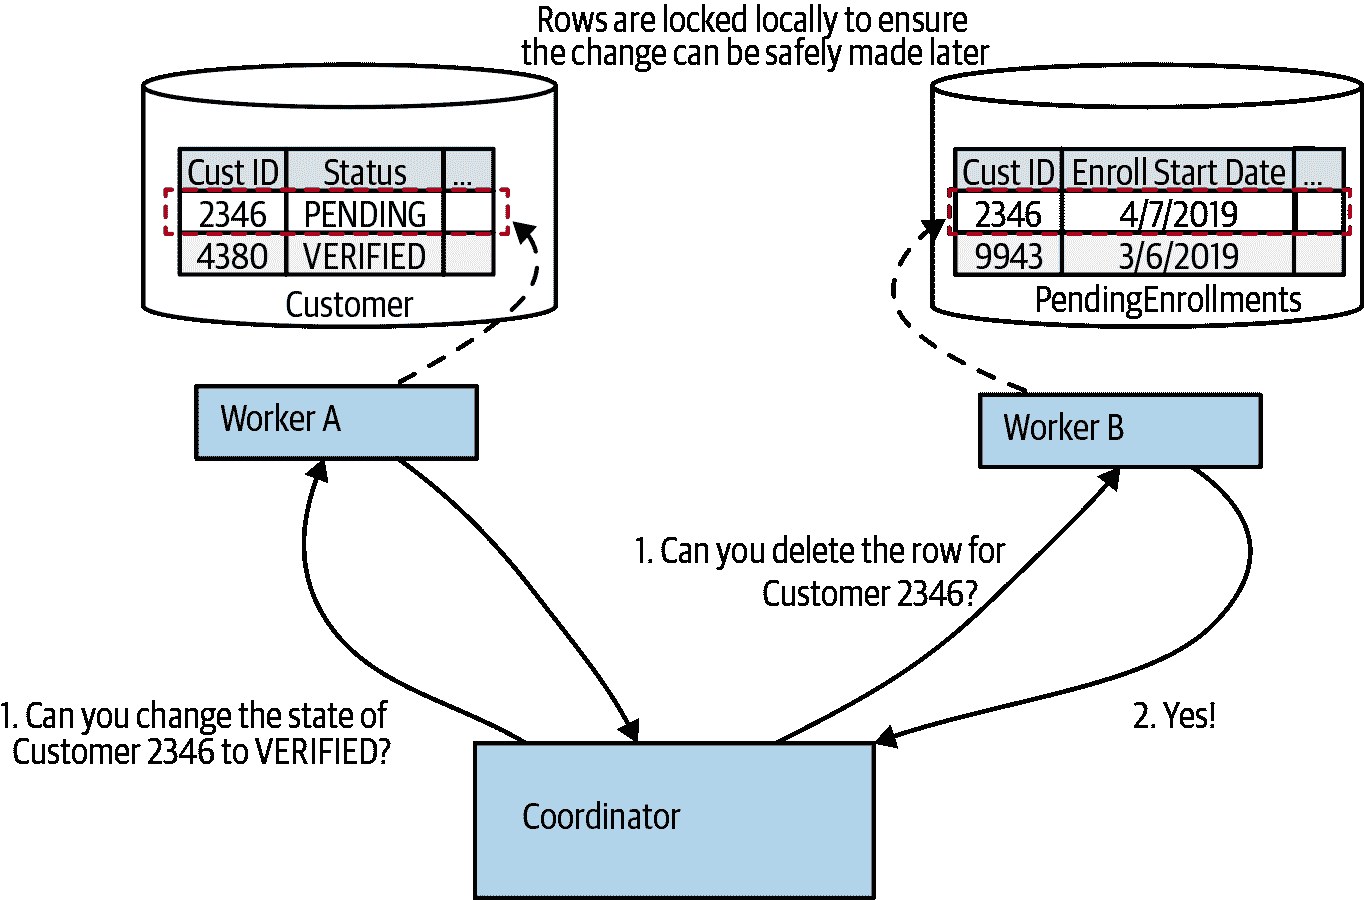 Rows are locked locally to ensure
the change can be safely made later
Cust ID Status ...
2346 PENDING
4380 VERIFIED
Customer
Cust ID Enroll Start Date ...
2346 4/7/2019
9943 3/6/2019
PendingEnrollments
Worker A
Worker B
1. Can you delete the row for
Customer 2346?
1. Can you change the state of
Customer 2346 to VERIFIED?
2. Yes!
Coordinator